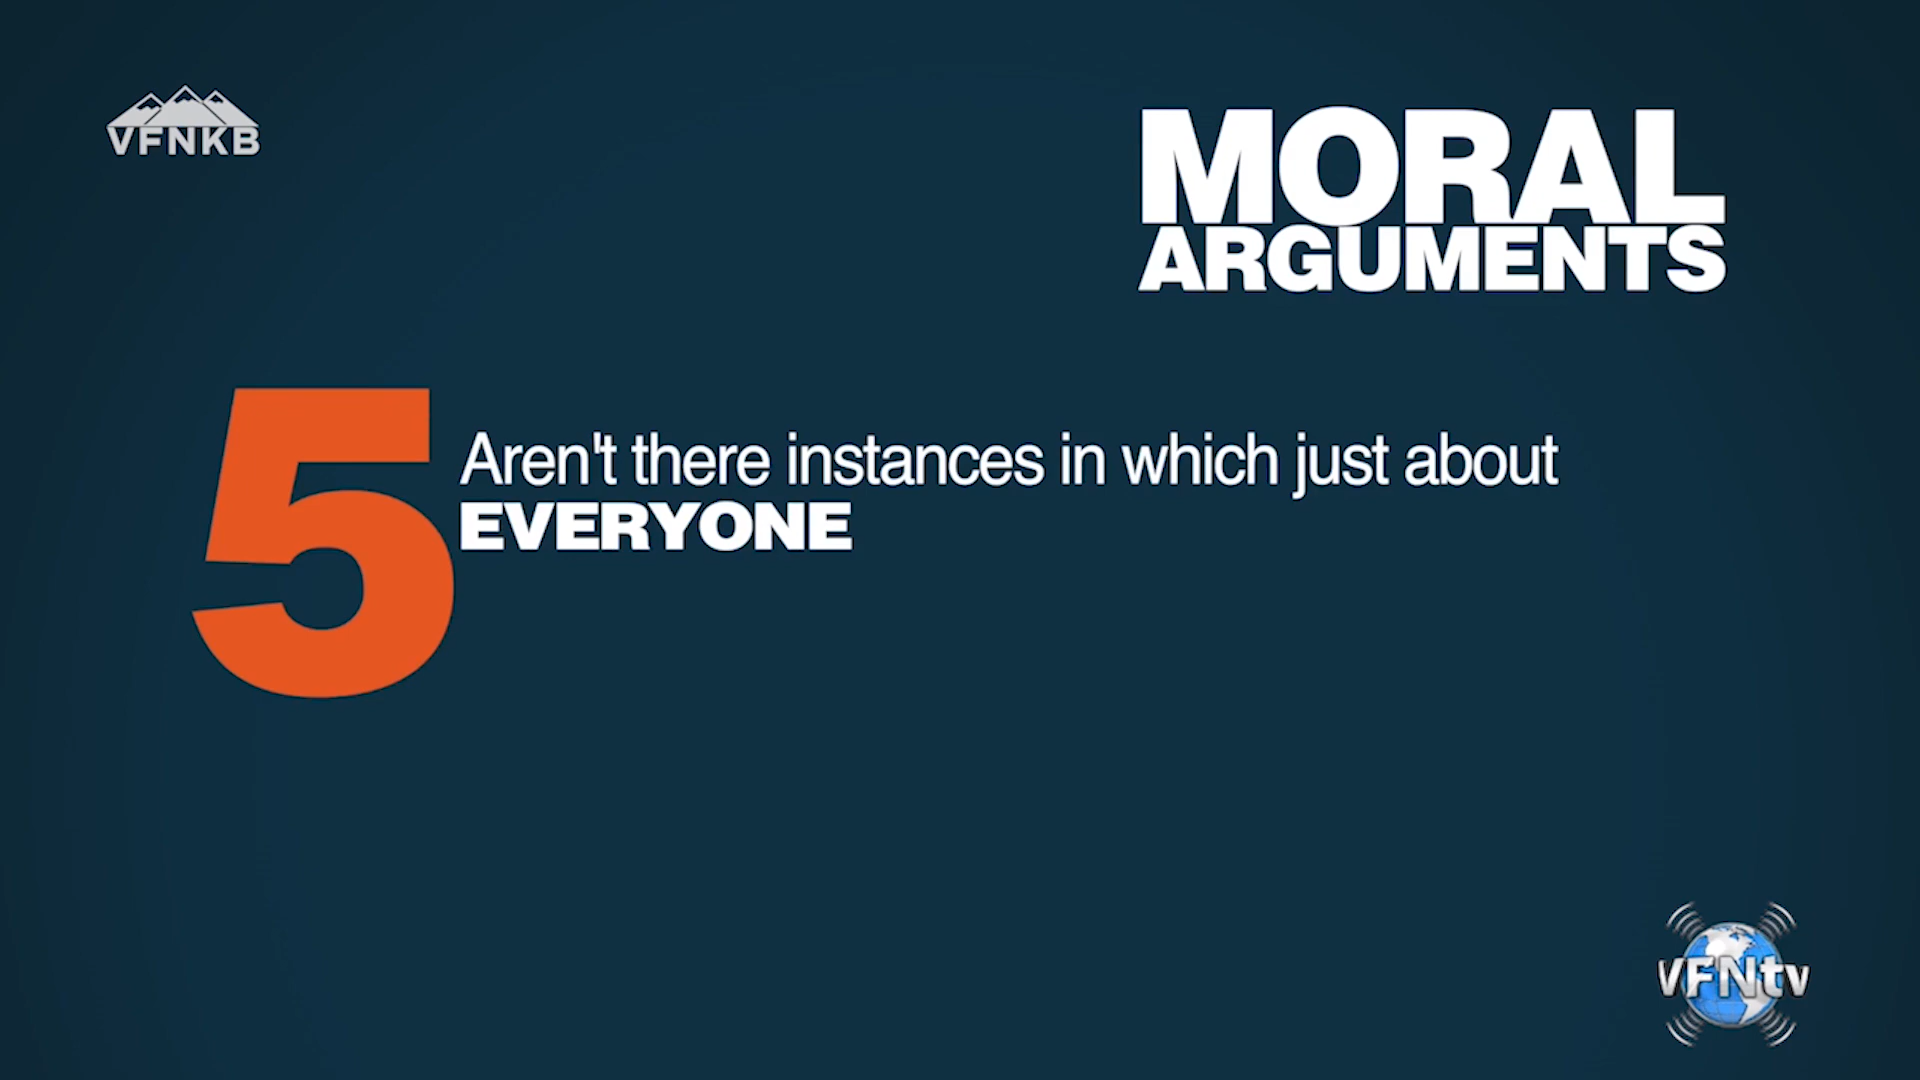 VFNKB
MORAL
ARGUMENTS
5
Aren't there instances in which just about
EVERYONE
VFNtv